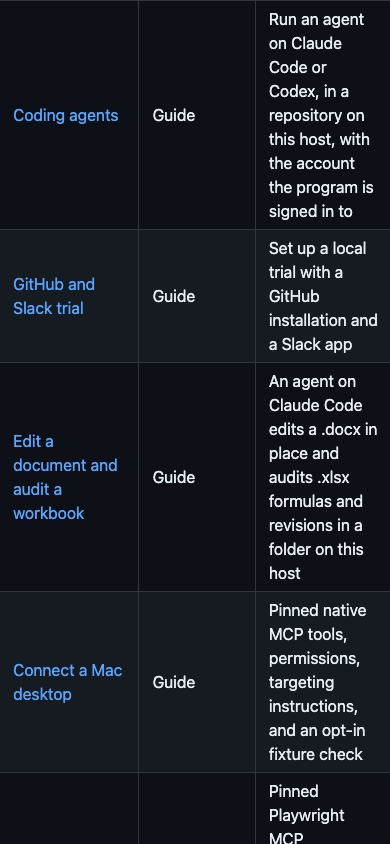 Coding agents
Guide
Run an agent
on Claude
Code or
Codex, in a
repository on
this host, with
the account
the program is
signed in to
GitHub and
Slack trial
Guide
Set up a local
trial with a
GitHub
installation and
a Slack app
Edit a
document and
audit a
workbook
Guide
An agent on
Claude Code
edits a .docx in
place and
audits .xlsx
formulas and
revisions in a
folder on this
host
Connect a Mac
desktop
Guide
Pinned native
MCP tools,
permissions,
targeting
instructions,
and an opt-in
fixture check
Pinned
Playwright
MCP